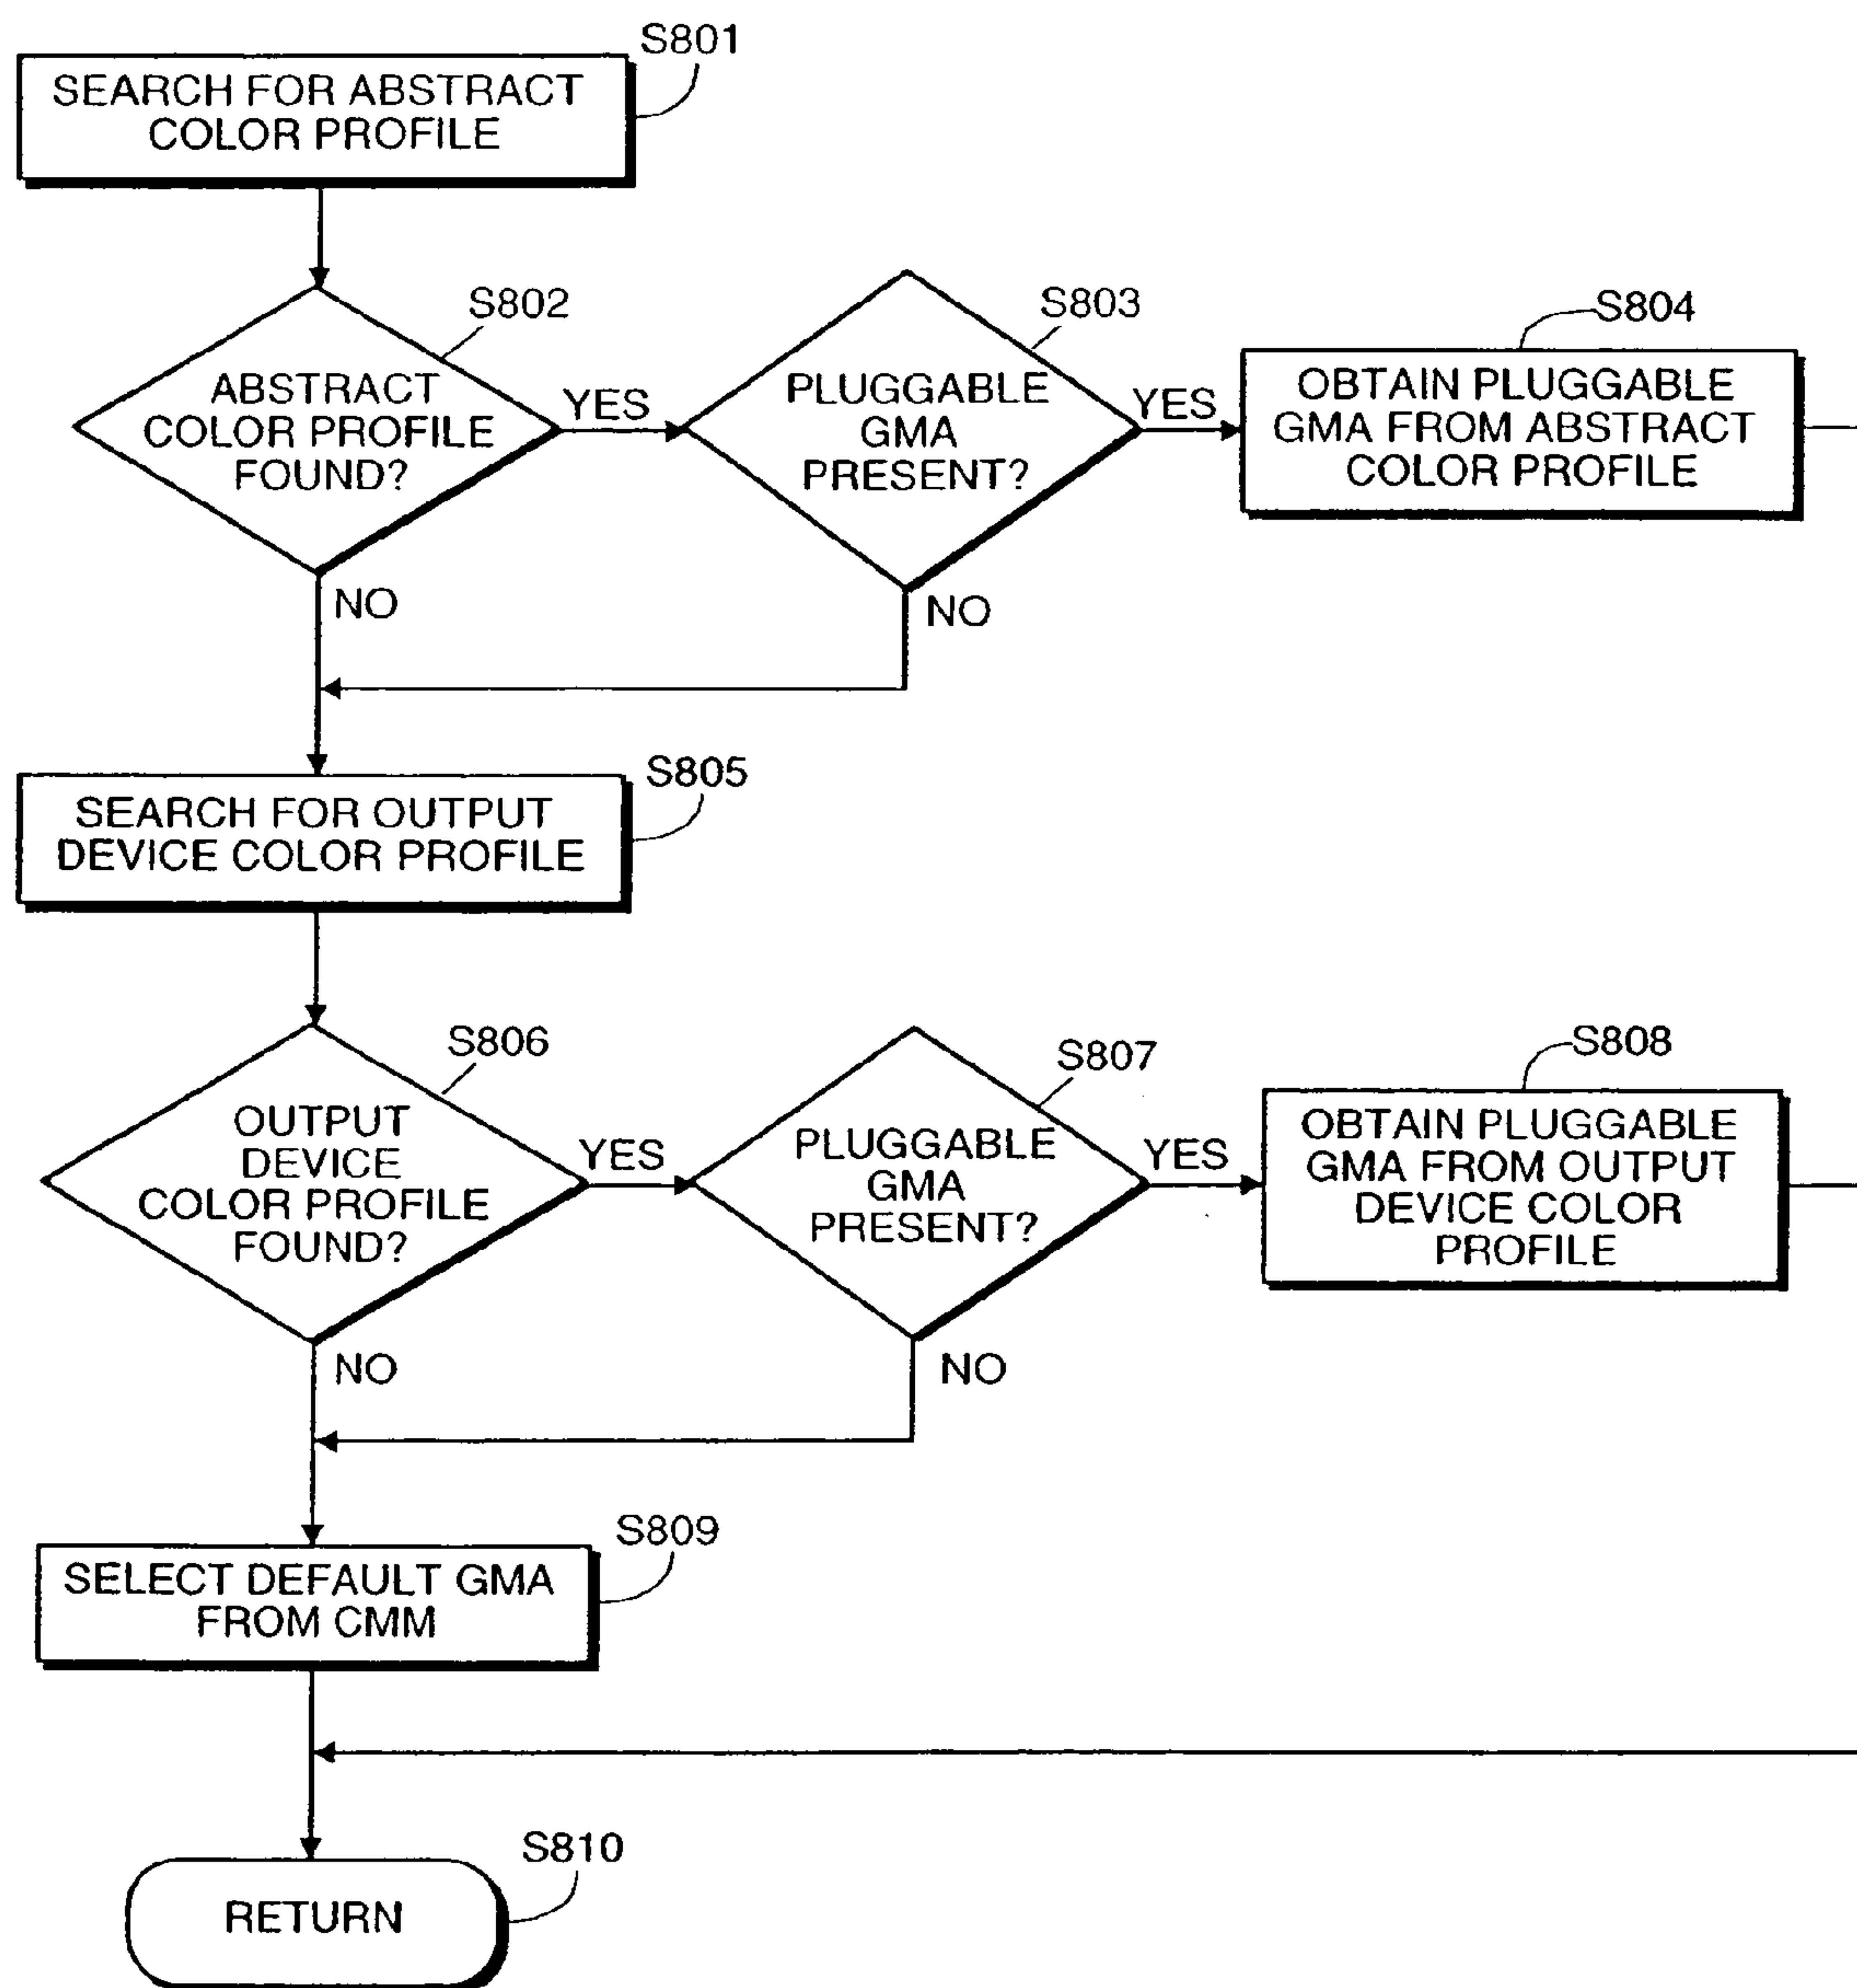 S801
SEARCH FOR ABSTRACT
COLOR PROFILE
S802
ABSTRACT
COLOR PROFILE
FOUND?
YES
NO
S803
PLUGGABLE
GMA
PRESENT?
YES
NO
S804
OBTAIN PLUGGABLE
GMA FROM ABSTRACT
COLOR PROFILE
S805
SEARCH FOR OUTPUT
DEVICE COLOR PROFILE
S806
OUTPUT
DEVICE
COLOR PROFILE
FOUND?
YES
NO
S807
PLUGGABLE
GMA
PRESENT?
YES
NO
S808
OBTAIN PLUGGABLE
GMA FROM OUTPUT
DEVICE COLOR
PROFILE
S809
SELECT DEFAULT GMA
FROM CMM
S810
RETURN